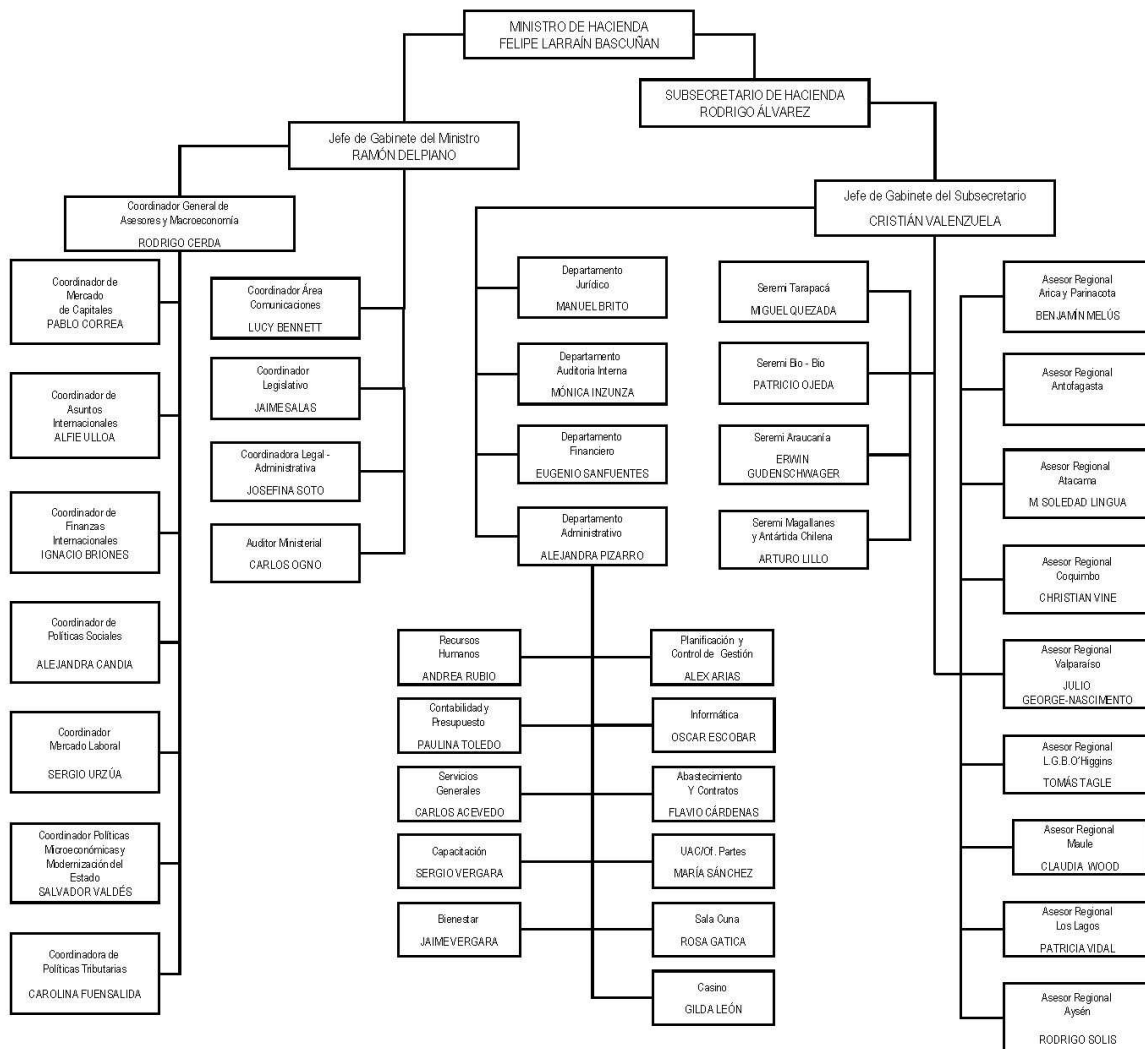 MINISTRO DE HACIENDA
FELIPE LARRAÍN BASCUÑAN
SUBSECRETARIO DE HACIENDA
RODRIGO ÁLVAREZ
Jefe de Gabinete del Ministro
RAMÓN DELPIANO
Jefe de Gabinete del Subsecretario
CRISTIÁN VALENZUELA
Coordinador General de
Asesores y Macroeconomía
RODRIGO CERDA
Coordinador de
Mercado
de Capitales
PABLO CORREA
Coordinador de
Asuntos
Internacionales
ALFIE ULLOA
Coordinador de
Finanzas
Internacionales
IGNACIO BRIONES
Coordinador de
Políticas Sociales
ALEJANDRA CANDIA
Coordinador
Mercado Laboral
SERGIO URZÚA
Coordinador Políticas
Microeconómicas y
Modernización del
Estado
SALVADOR VALDÉS
Coordinadora de
Políticas Tributarias
CAROLINA FUENSALIDA
Coordinador Área
Comunicaciones
LUCY BENNETT
Coordinador
Legislativo
JAIME SALAS
Coordinadora Legal -
Administrativa
JOSEFINA SOTO
Auditor Ministerial
CARLOS OGNO
Departamento
Jurídico
MANUEL BRITO
Departamento
Auditoria Interna
MÓNICA INZUNZA
Departamento
Financiero
EUGENIO SANFUENTES
Departamento
Administrativo
ALEJANDRA PIZARRO
Recursos
Humanos
ANDREA RUBIO
Planificación y
Control de Gestión
ALEX ARIAS
Contabilidad y
Presupuesto
PAULINA TOLEDO
Informática
OSCAR ESCOBAR
Servicios
Generales
CARLOS ACEVEDO
Abastecimiento
Y Contratos
FLAVIO CÁRDENAS
Capacitación
SERGIO VERGARA
UAC/Of. Partes
MARÍA SÁNCHEZ
Bienestar
JAIME VERGARA
Sala Cuna
ROSA GATICA
Casino
GILDA LEÓN
Seremi Tarapacá
MIGUEL QUEZADA
Seremi Bío - Bío
PATRICIO OJEDA
Seremi Araucanía
ERWIN
GUDENSCHWAGER
Seremi Magallanes
y Antártida Chilena
ARTURO LILLO
Asesor Regional
Arica y Parinacota
BENJAMÍN MELÚS
Asesor Regional
Antofagasta
Asesor Regional
Atacama
M. SOLEDAD LINGUA
Asesor Regional
Coquimbo
CHRISTIAN VINE
Asesor Regional
Valparaíso
JULIO
GEORGE-NASCIMENTO
Asesor Regional
L.G.B.O'Higgins
TOMÁS TAGLE
Asesor Regional
Maule
CLAUDIA WOOD
Asesor Regional
Los Lagos
PATRICIA VIDAL
Asesor Regional
Aysén
RODRIGO SOLIS